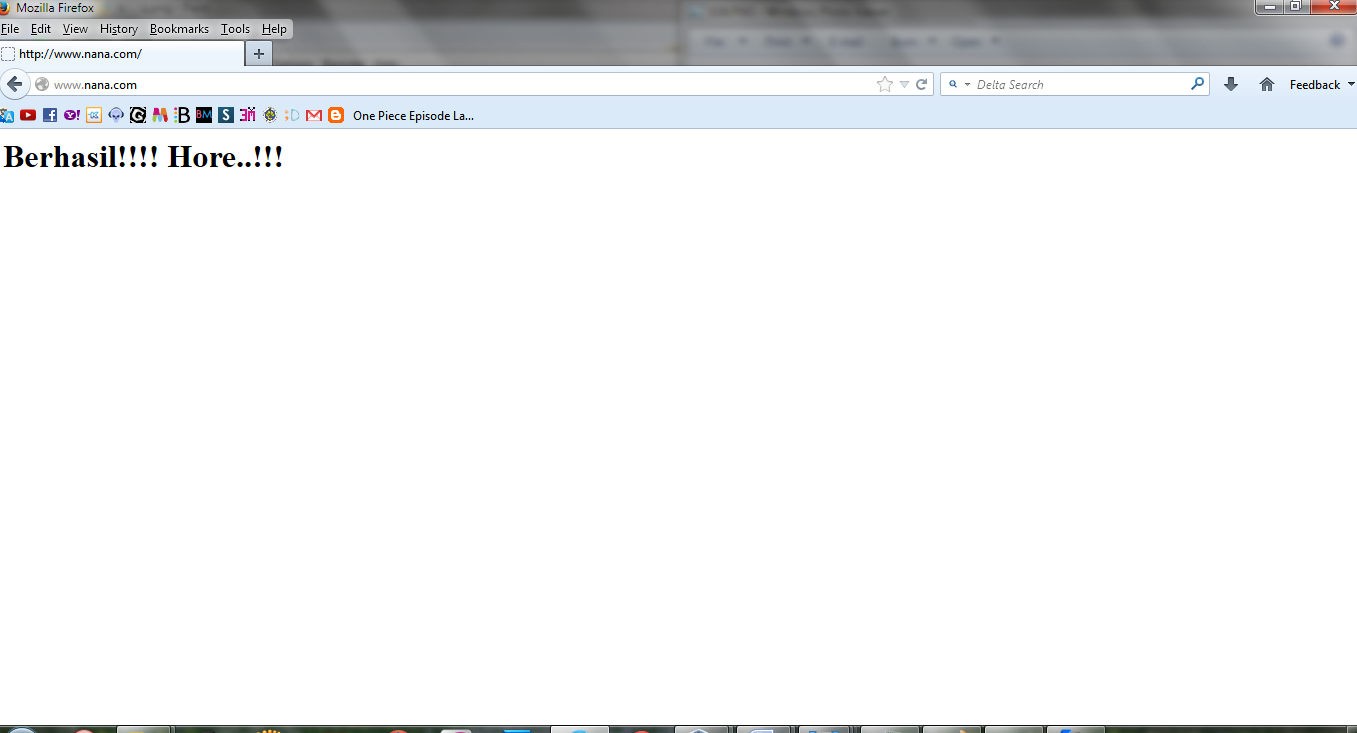 Mozilla Firefox
File Edit View History Bookmarks Tools Help
http://www.nana.com/
www.nana.com
Delta Search
Feedback
One Piece Episode La...
Berhasil!!!! Hore..!!!